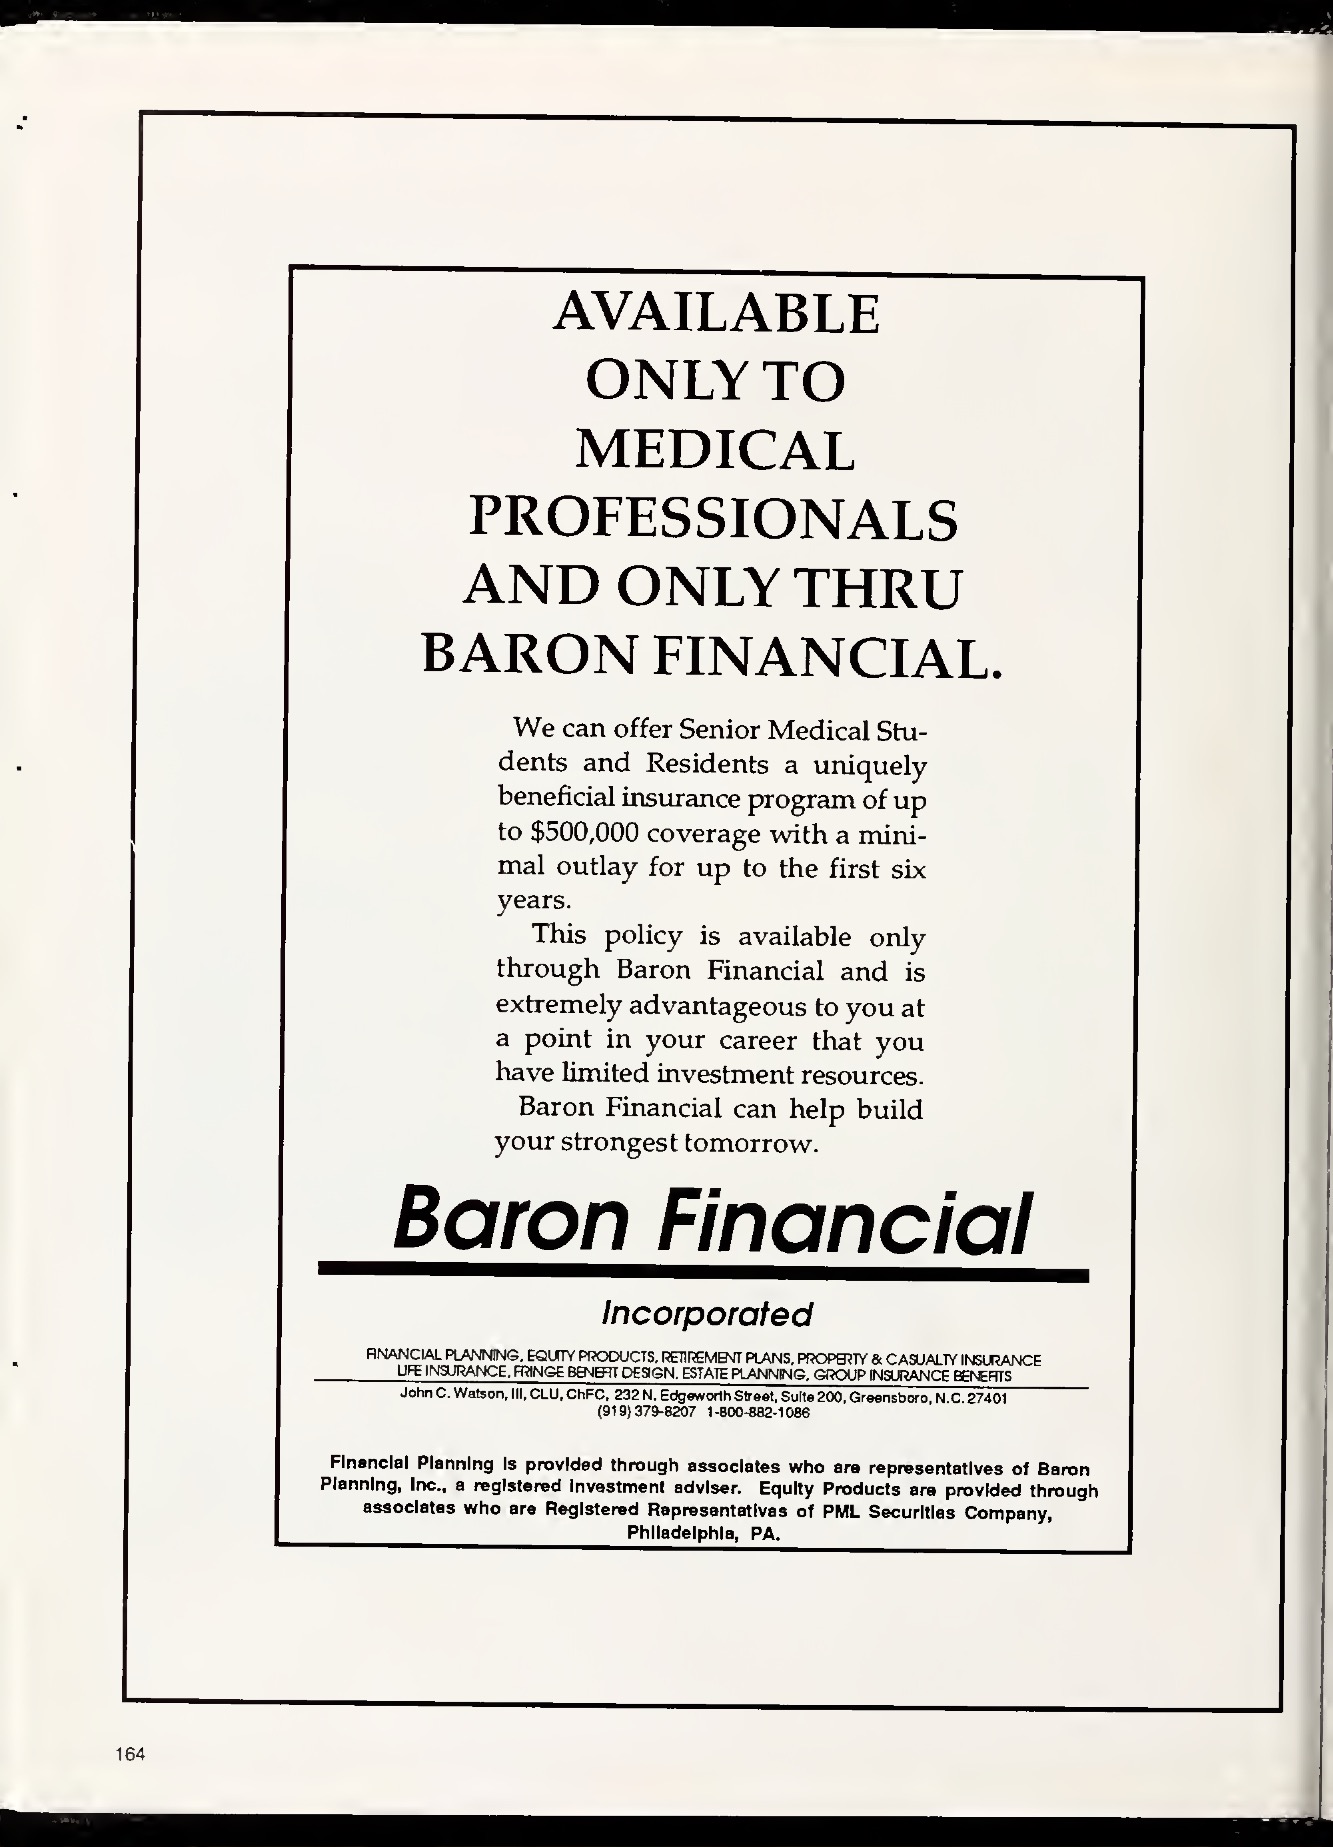 AVAILABLE
ONLY TO
MEDICAL
PROFESSIONALS
AND ONLY THRU
BARON FINANCIAL.
We can offer Senior Medical Stu-
dents and Residents a uniquely
beneficial insurance program of up
to $500,000 coverage with a mini-
mal outlay for up to the first six
years.
This policy is available only
through Baron Financial and is
extremely advantageous to you at
a point in your career that you
have limited investment resources.
Baron Financial can help build
your strongest tomorrow.
Baron Financial
Incorporated
FINANCIAL PLANNING, EQUITY PRODUCTS, RETIREMENT PLANS, PROPERTY & CASUALTY INSURANCE
LIFE INSURANCE, FRINGE BENEFIT DESIGN, ESTATE PLANNING, GROUP INSURANCE BENEFITS
John C. Watson, III, CLU, ChFC, 232 N. Edgeworth Street, Suite 200, Greensboro, N.C. 27401
(919) 379-8207 1-800-882-1086
Financial Planning is provided through associates who are representatives of Baron
Planning, Inc., a registered investment adviser. Equity Products are provided through
associates who are Registered Representatives of PML Securities Company,
Philadelphia, PA.
164